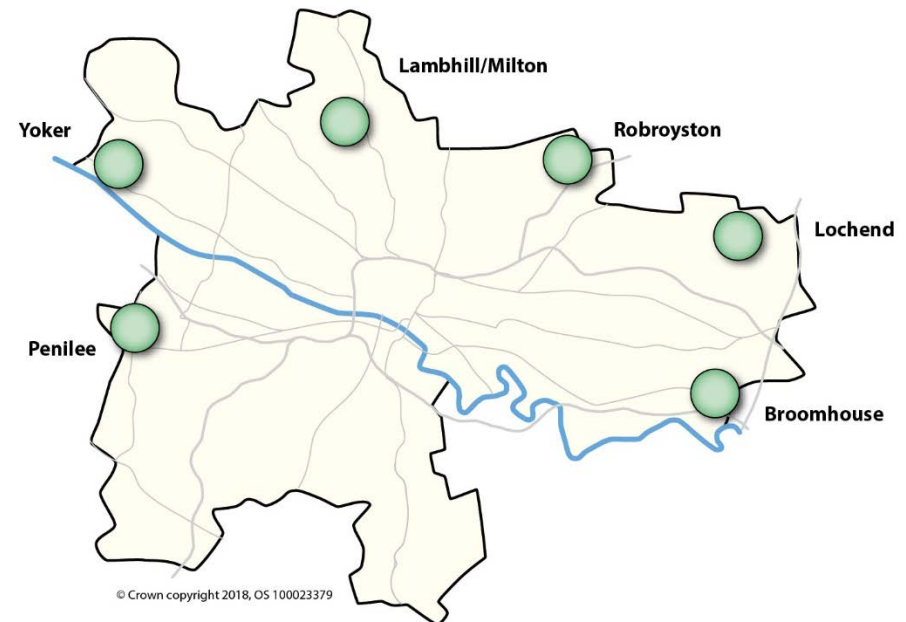 Lambhill/Milton
Yoker
Robroyston
Lochend
Penilee
Broomhouse
© Crown copyright 2018, OS 100023379